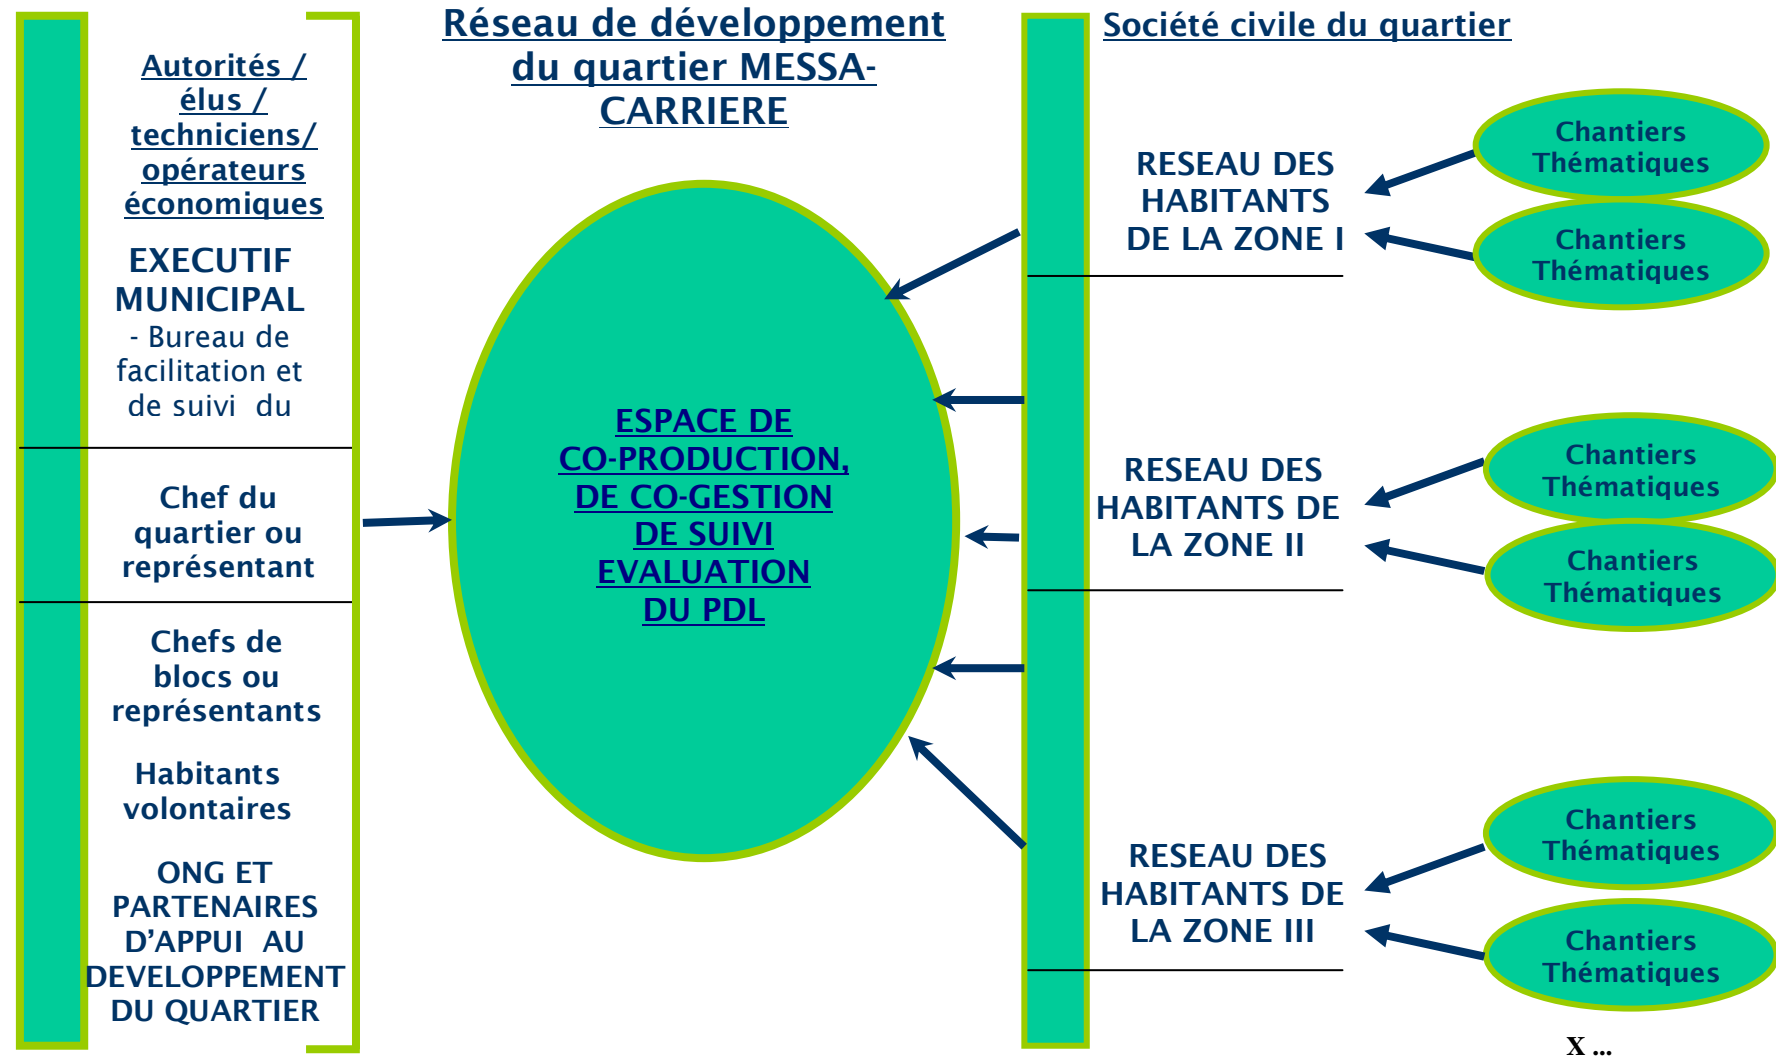 Autorités /
élus /
techniciens/
opérateurs
économiques
EXECUTIF
MUNICIPAL
- Bureau de
facilitation et
de suivi du
Chef du
quartier ou
représentant
Chefs de
blocs ou
représentants
Habitants
volontaires
ONG ET
PARTENAIRES
D’APPUI AU
DEVELOPPEMENT
DU QUARTIER
Réseau de développement
du quartier MESSA-
CARRIERE
ESPACE DE
CO-PRODUCTION,
DE CO-GESTION
DE SUIVI
EVALUATION
DU PDL
Société civile du quartier
RESEAU DES
HABITANTS
DE LA ZONE I
Chantiers
Thématiques
Chantiers
Thématiques
RESEAU DES
HABITANTS DE
LA ZONE II
Chantiers
Thématiques
Chantiers
Thématiques
RESEAU DES
HABITANTS DE
LA ZONE III
Chantiers
Thématiques
Chantiers
Thématiques
X ...